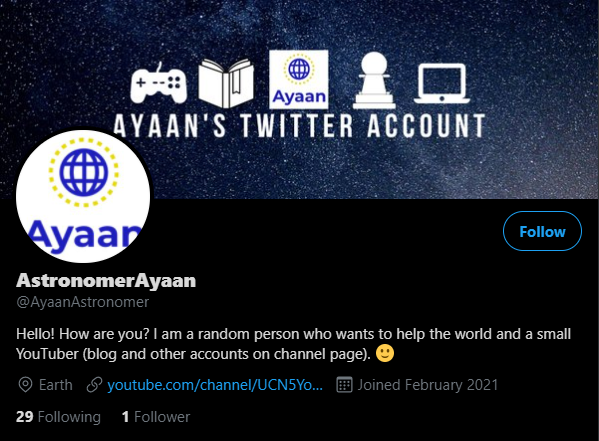 Ayaan
AYAAN'S TWITTER ACCOUNT
Ayaan
Follow
AstronomerAyaan
@AyaanAstronomer
Hello! How are you? I am a random person who wants to help the world and a small
YouTuber (blog and other accounts on channel page). 🙂
Earth youtube.com/channel/UCN5Yo... Joined February 2021
29 Following 1 Follower